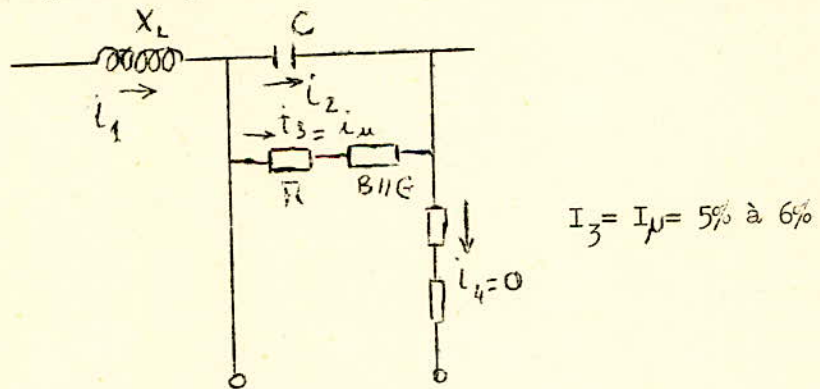 X_L C
i_1 i_2
i_3 = i_μ
B//G
I_3 = I_μ = 5% à 6%
i_4 = 0